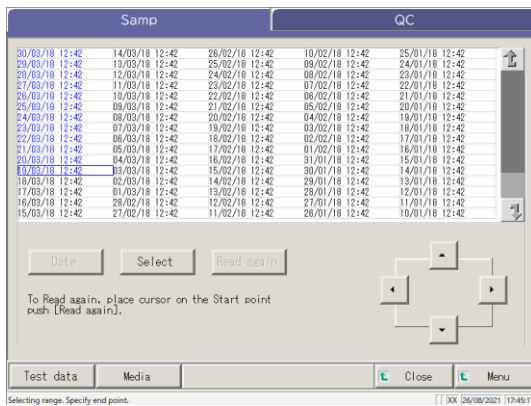 Samp QC
30/03/18 12:42 14/03/18 12:42 26/02/18 12:42 10/02/18 12:42 25/01/18 12:42
29/03/18 12:42 13/03/18 12:42 25/02/18 12:42 09/02/18 12:42 24/01/18 12:42
28/03/18 12:42 12/03/18 12:42 24/02/18 12:42 08/02/18 12:42 23/01/18 12:42
27/03/18 12:42 11/03/18 12:42 23/02/18 12:42 07/02/18 12:42 22/01/18 12:42
26/03/18 12:42 10/03/18 12:42 22/02/18 12:42 06/02/18 12:42 21/01/18 12:42
25/03/18 12:42 09/03/18 12:42 21/02/18 12:42 05/02/18 12:42 20/01/18 12:42
24/03/18 12:42 08/03/18 12:42 20/02/18 12:42 04/02/18 12:42 19/01/18 12:42
23/03/18 12:42 07/03/18 12:42 19/02/18 12:42 03/02/18 12:42 18/01/18 12:42
22/03/18 12:42 06/03/18 12:42 18/02/18 12:42 02/02/18 12:42 17/01/18 12:42
21/03/18 12:42 05/03/18 12:42 17/02/18 12:42 01/02/18 12:42 16/01/18 12:42
20/03/18 12:42 04/03/18 12:42 16/02/18 12:42 31/01/18 12:42 15/01/18 12:42
19/03/18 12:42 03/03/18 12:42 15/02/18 12:42 30/01/18 12:42 14/01/18 12:42
18/03/18 12:42 02/03/18 12:42 14/02/18 12:42 29/01/18 12:42 13/01/18 12:42
17/03/18 12:42 01/03/18 12:42 13/02/18 12:42 28/01/18 12:42 12/01/18 12:42
16/03/18 12:42 28/02/18 12:42 12/02/18 12:42 27/01/18 12:42 11/01/18 12:42
15/03/18 12:42 27/02/18 12:42 11/02/18 12:42 26/01/18 12:42 10/01/18 12:42
Date Select Read again
To Read again, place cursor on the Start point
push [Read again].
Test data Media Close Menu
Selecting range. Specify end point. XX 26/08/2021 17:45:1